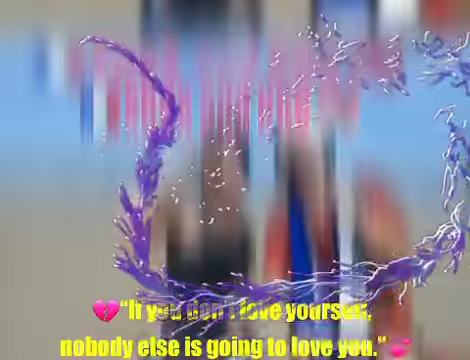 💔“If you don't love yourself,
nobody else is going to love you.”💞